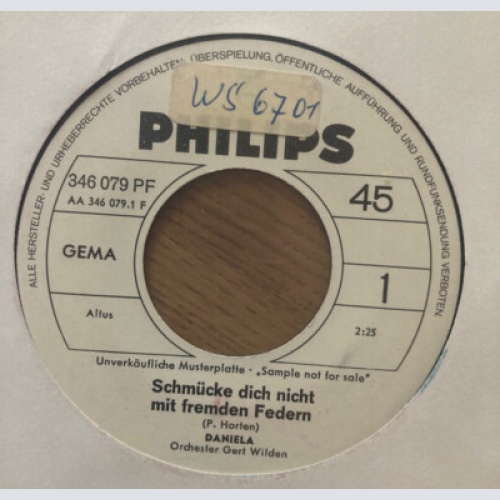 ALLE HERSTELLER- UND URHEBERRECHTE VORBEHALTEN. ÜBERSPIELUNG, ÖFFENTLICHE AUFFÜHRUNG UND RUNDFUNKSENDUNG VERBOTEN.
WS 6701
PHILIPS
346 079 PF
AA 346 079.1 F
45
GEMA
1
Altus
2:25
Unverkäufliche Musterplatte - „Sample not for sale"
Schmücke dich nicht
mit fremden Federn
(P. Horten)
DANIELA
Orchester Gert Wilden